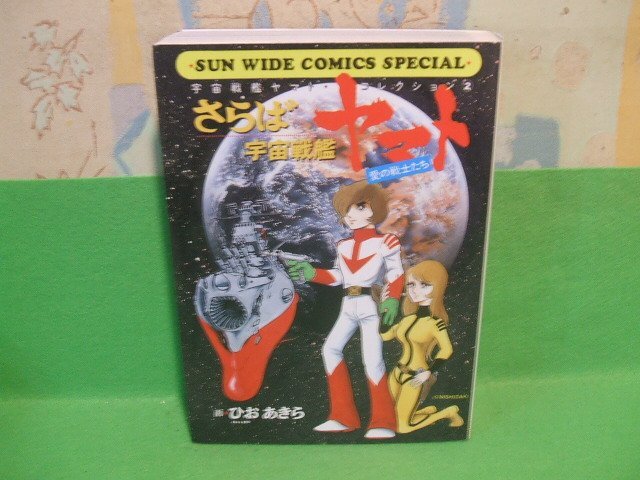 ・SUN WIDE COMICS SPECIAL・
宇宙戦艦ヤマト・コレクション2
さらば
宇宙戦艦
ヤマト
愛の戦士たち
©NISHIZAKI
画 ひおあきら